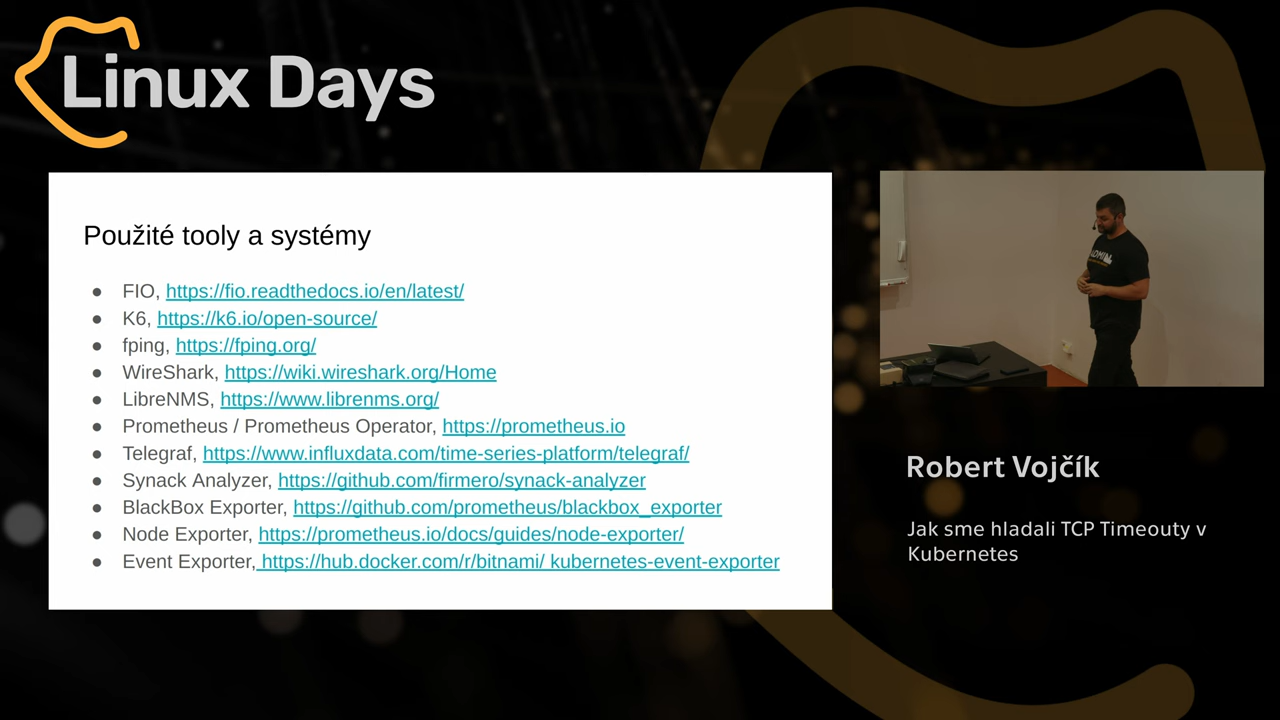 Linux Days
Použité tooly a systémy
● FIO, https://fio.readthedocs.io/en/latest/
● K6, https://k6.io/open-source/
● fping, https://fping.org/
● WireShark, https://wiki.wireshark.org/Home
● LibreNMS, https://www.librenms.org/
● Prometheus / Prometheus Operator, https://prometheus.io
● Telegraf, https://www.influxdata.com/time-series-platform/telegraf/
● Synack Analyzer, https://github.com/firmero/synack-analyzer
● BlackBox Exporter, https://github.com/prometheus/blackbox_exporter
● Node Exporter, https://prometheus.io/docs/guides/node-exporter/
● Event Exporter, https://hub.docker.com/r/bitnami/ kubernetes-event-exporter
Robert Vojčík
Jak sme hladali TCP Timeouty v
Kubernetes